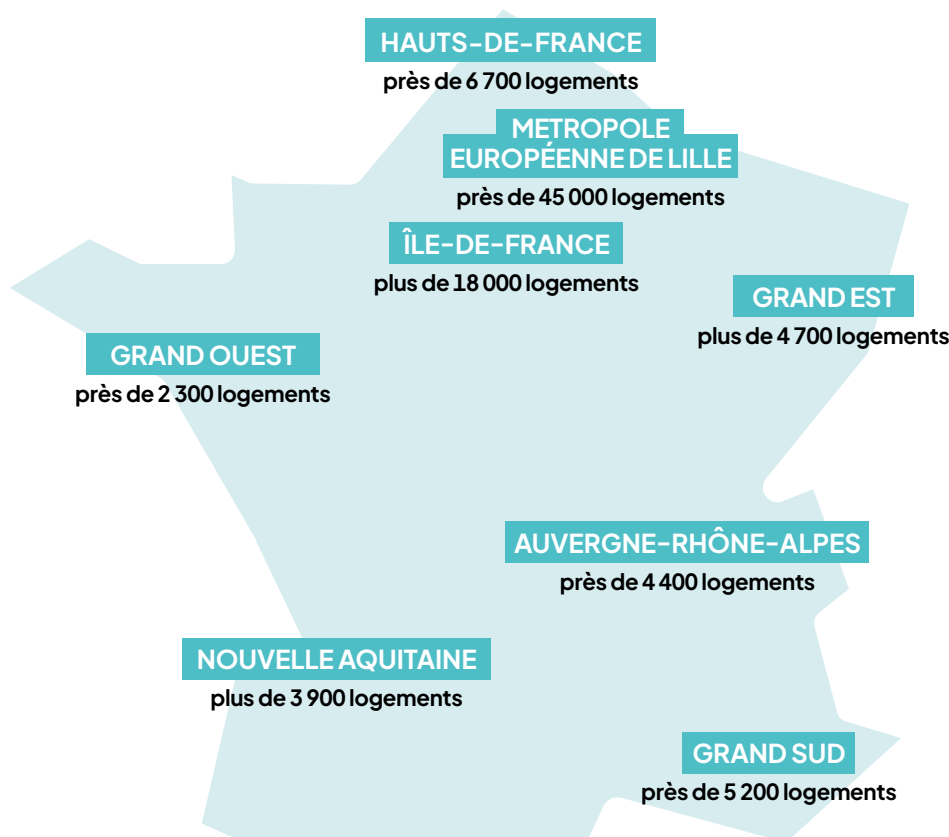 HAUTS-DE-FRANCE
près de 6 700 logements
METROPOLE
EUROPÉENNE DE LILLE
près de 45 000 logements
ÎLE-DE-FRANCE
plus de 18 000 logements
GRAND EST
plus de 4 700 logements
GRAND OUEST
près de 2 300 logements
AUVERGNE-RHÔNE-ALPES
près de 4 400 logements
NOUVELLE AQUITAINE
plus de 3 900 logements
GRAND SUD
près de 5 200 logements